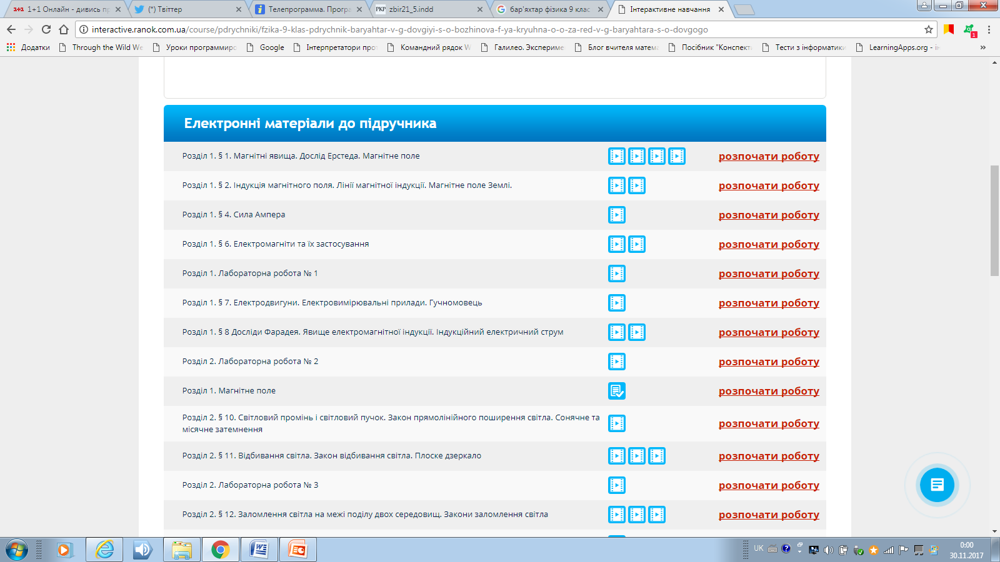 1+1 Онлайн - дивись пр
(*) Твіттер
Телепрограмма. Програ
zbir21_5.indd
бар'яхтар фізика 9 клас
Інтерактивне навчання
interactive.ranok.com.ua/course/pdrychniki/fzika-9-klas-pdrychnik-baryahtar-v-g-dovgiyi-s-o-bozhinova-f-ya-kryuhna-o-o-za-red-v-g-baryahtara-s-o-dovgogo
Додатки
Through the Wild We
Уроки программиро
Google
Інтерпретатори прог
Командний рядок W
Галилео. Эксперимe
Блог вчителя матема
Посібник "Конспект
Тести з інформатики
LearningApps.org - ін
Електронні матеріали до підручника
Розділ 1. § 1. Магнітні явища. Дослід Ерстеда. Магнітне поле розпочати роботу
Розділ 1. § 2. Індукція магнітного поля. Лінії магнітної індукції. Магнітне поле Землі. розпочати роботу
Розділ 1. § 4. Сила Ампера розпочати роботу
Розділ 1. § 6. Електромагніти та їх застосування розпочати роботу
Розділ 1. Лабораторна робота № 1 розпочати роботу
Розділ 1. § 7. Електродвигуни. Електровимірювальні прилади. Гучномовець розпочати роботу
Розділ 1. § 8 Досліди Фарадея. Явище електромагнітної індукції. Індукційний електричний струм розпочати роботу
Розділ 2. Лабораторна робота № 2 розпочати роботу
Розділ 1. Магнітне поле розпочати роботу
Розділ 2. § 10. Світловий промінь і світловий пучок. Закон прямолінійного поширення світла. Сонячне та
місячне затемнення розпочати роботу
Розділ 2. § 11. Відбивання світла. Закон відбивання світла. Плоске дзеркало розпочати роботу
Розділ 2. Лабораторна робота № 3 розпочати роботу
Розділ 2. § 12. Заломлення світла на межі поділу двох середовищ. Закони заломлення світла розпочати роботу
UK
0:00
30.11.2017